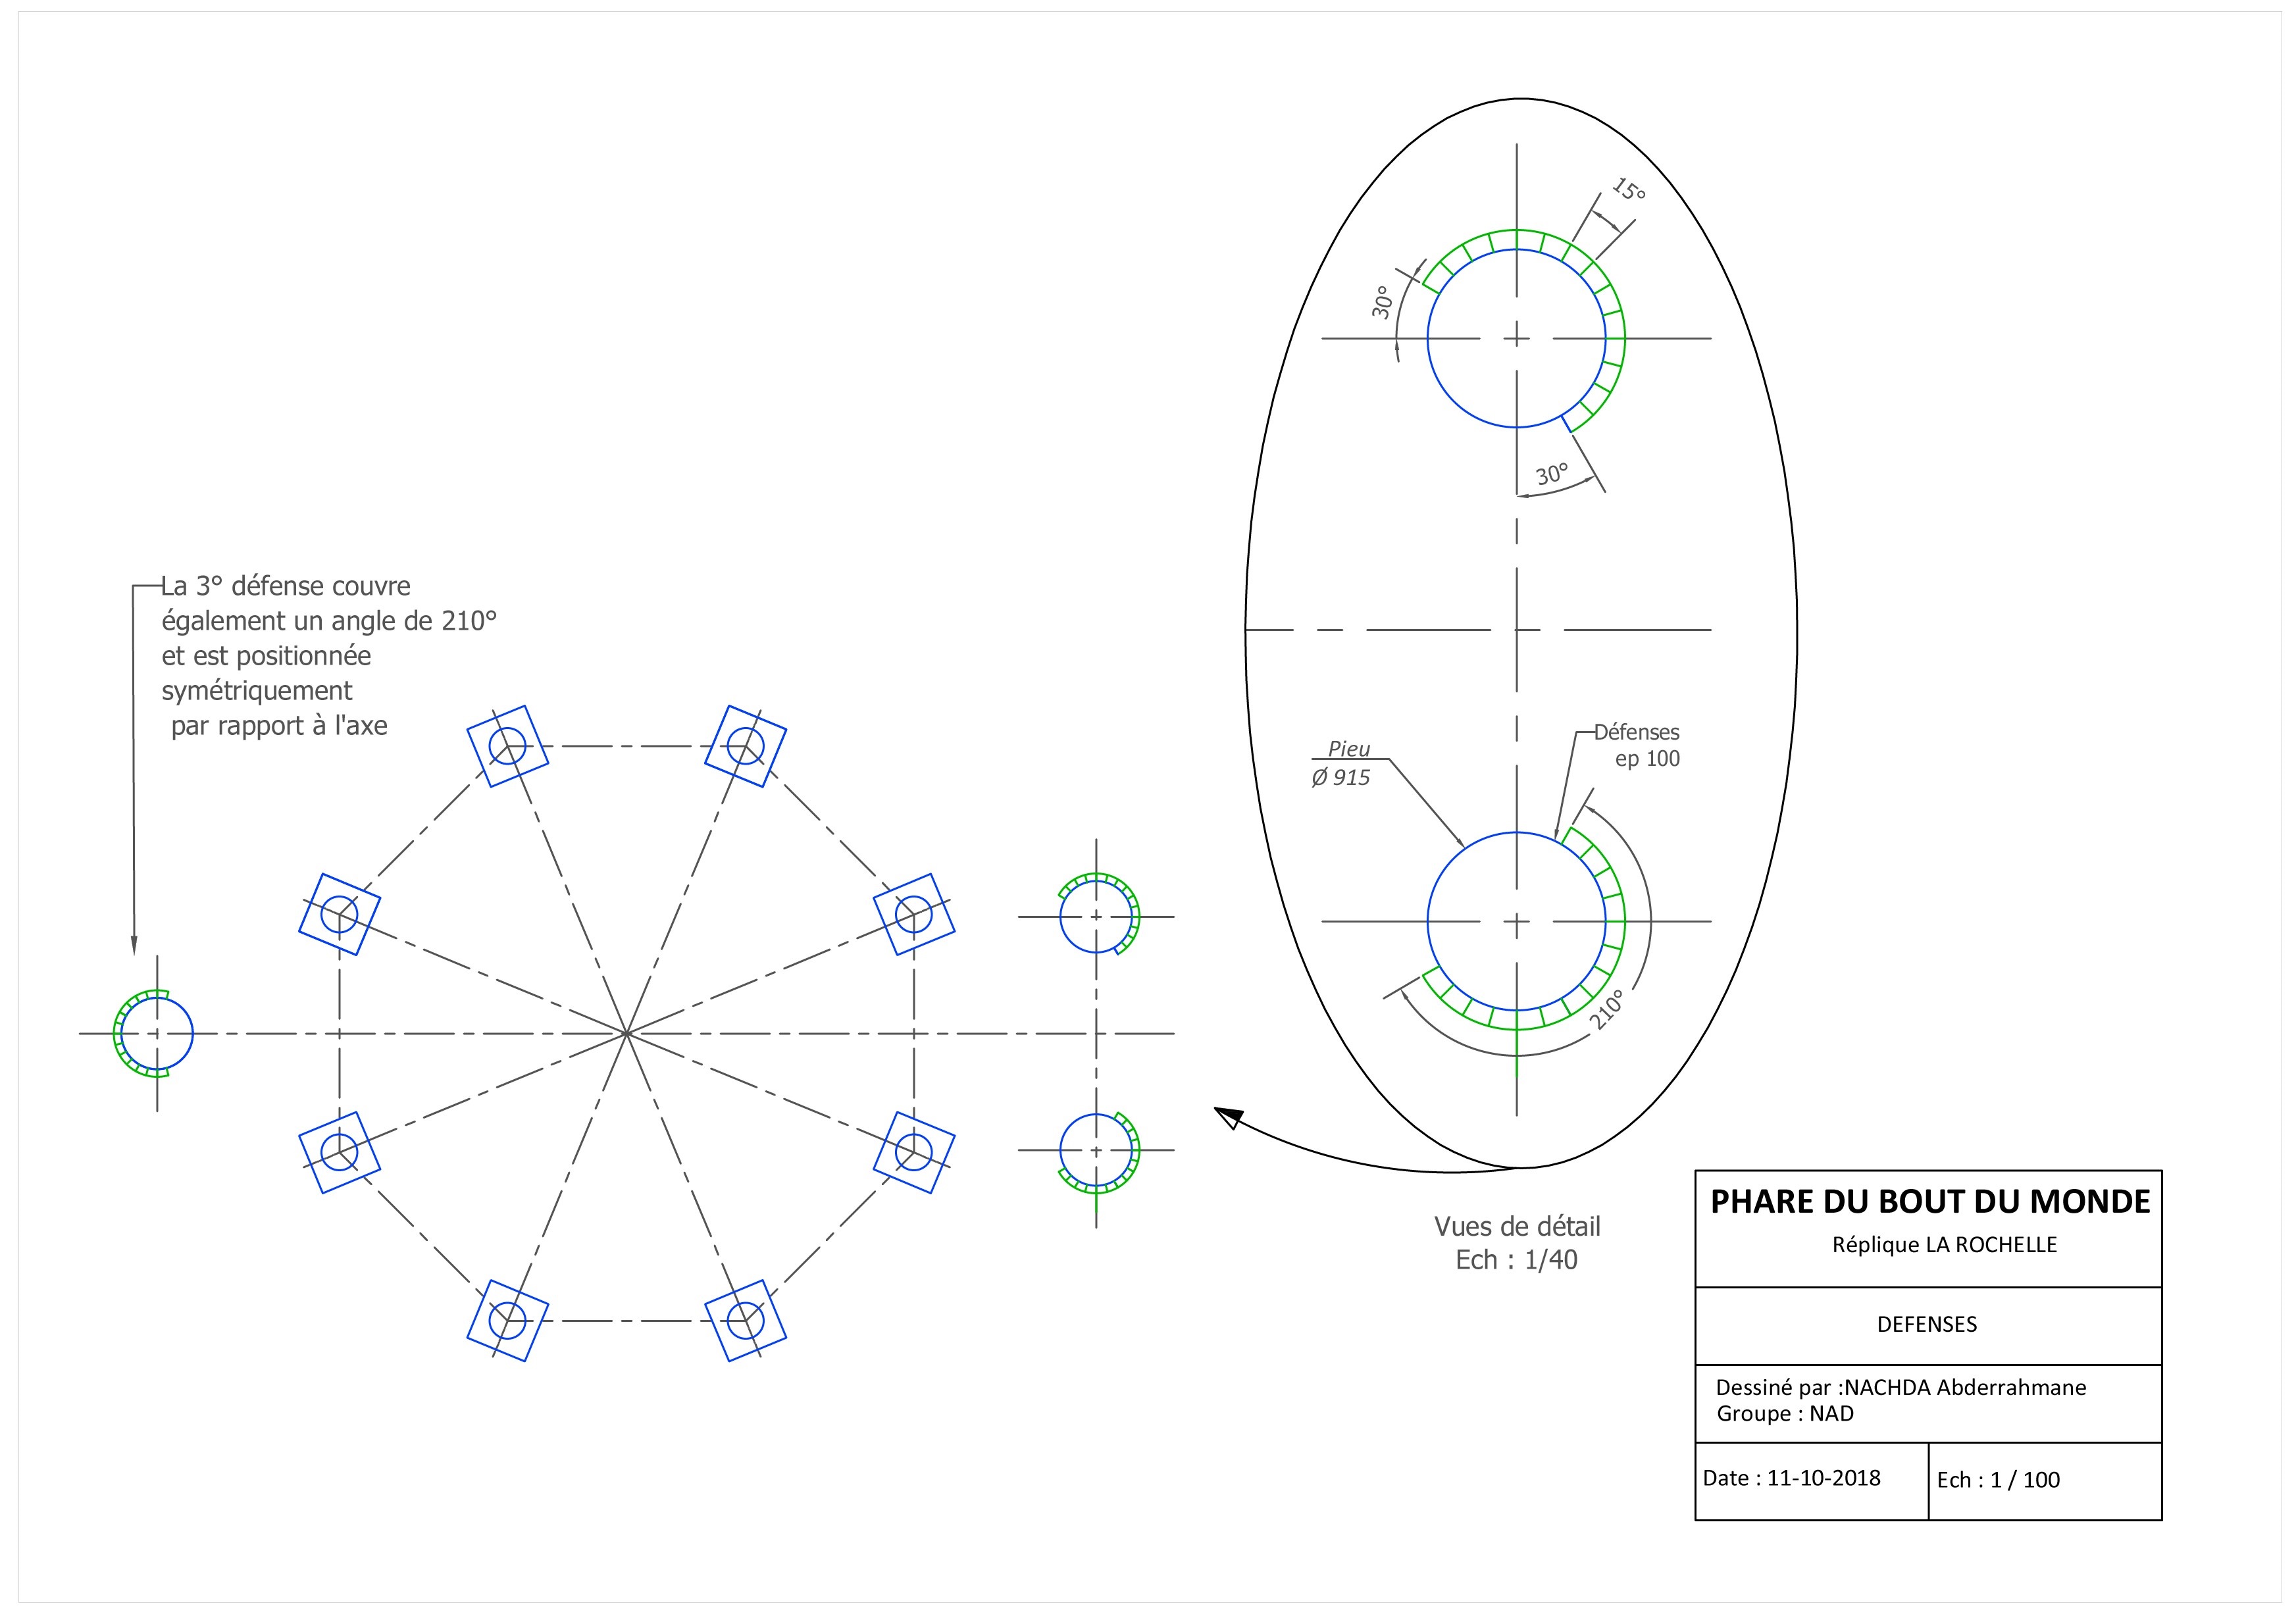 15°
30°
30°
La 3° défense couvre
également un angle de 210°
et est positionnée
symétriquement
par rapport à l'axe
Pieu
Ø 915
Défenses
ep 100
210°
Vues de détail
Ech : 1/40
PHARE DU BOUT DU MONDE
Réplique LA ROCHELLE
DEFENSES
Dessiné par :NACHDA Abderrahmane
Groupe : NAD
Date : 11-10-2018
Ech : 1 / 100